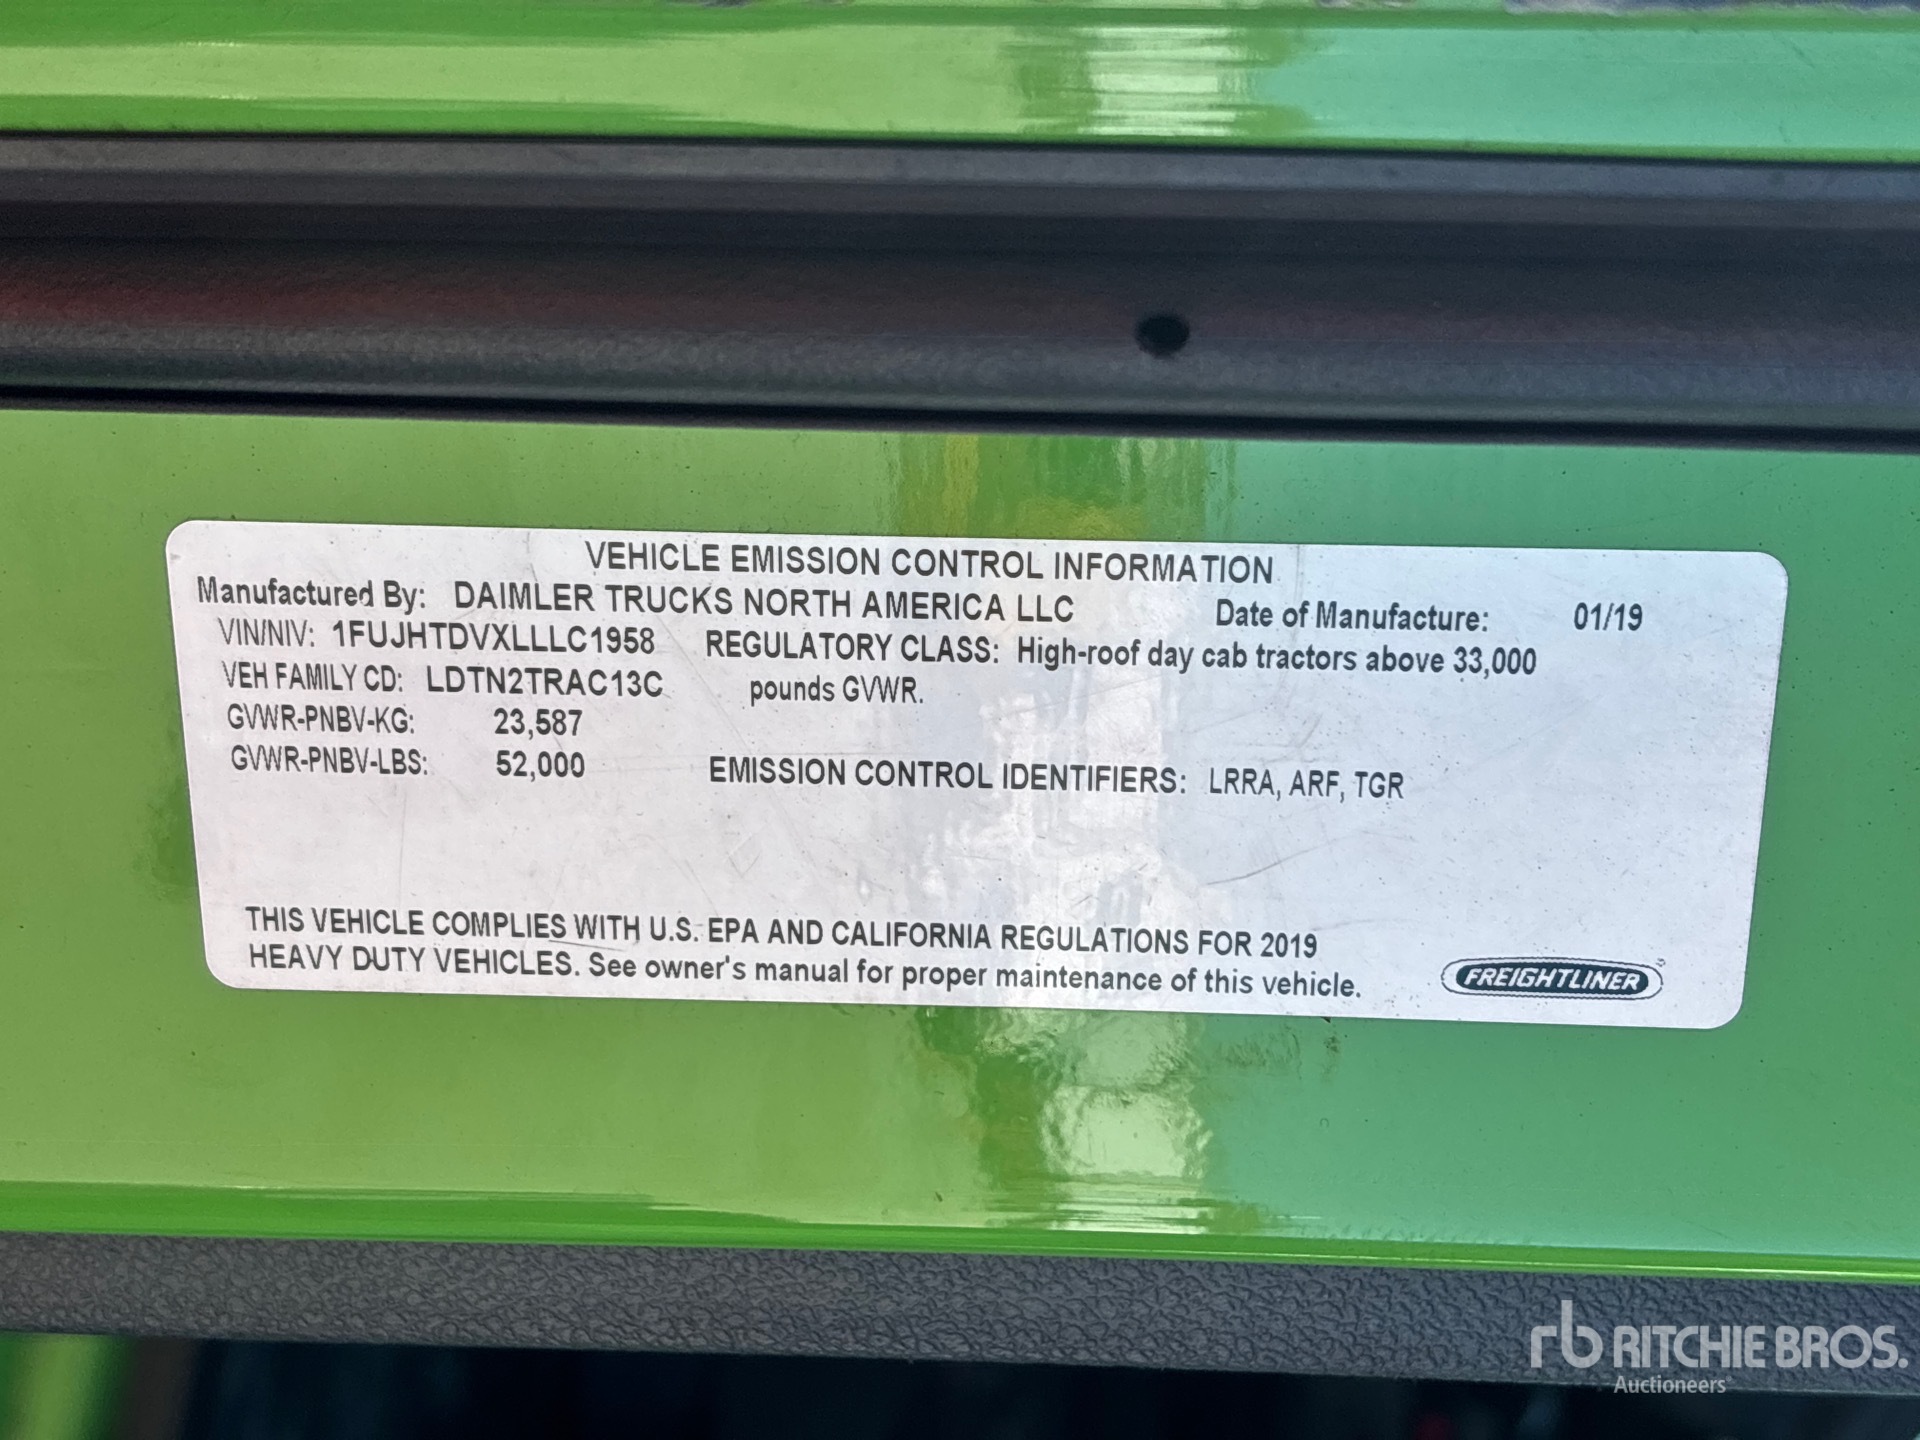 VEHICLE EMISSION CONTROL INFORMATION
Manufactured By: DAIMLER TRUCKS NORTH AMERICA LLC Date of Manufacture: 01/19
VIN/NIV: 1FUJHTDVXLLLC1958 REGULATORY CLASS: High-roof day cab tractors above 33,000
VEH FAMILY CD: LDTN2TRAC13C pounds GVWR.
GVWR-PNBV-KG: 23,587
GVWR-PNBV-LBS: 52,000 EMISSION CONTROL IDENTIFIERS: LRRA, ARF, TGR
THIS VEHICLE COMPLIES WITH U.S. EPA AND CALIFORNIA REGULATIONS FOR 2019
HEAVY DUTY VEHICLES. See owner's manual for proper maintenance of this vehicle.
FREIGHTLINER
rb RITCHIE BROS.
Auctioneers